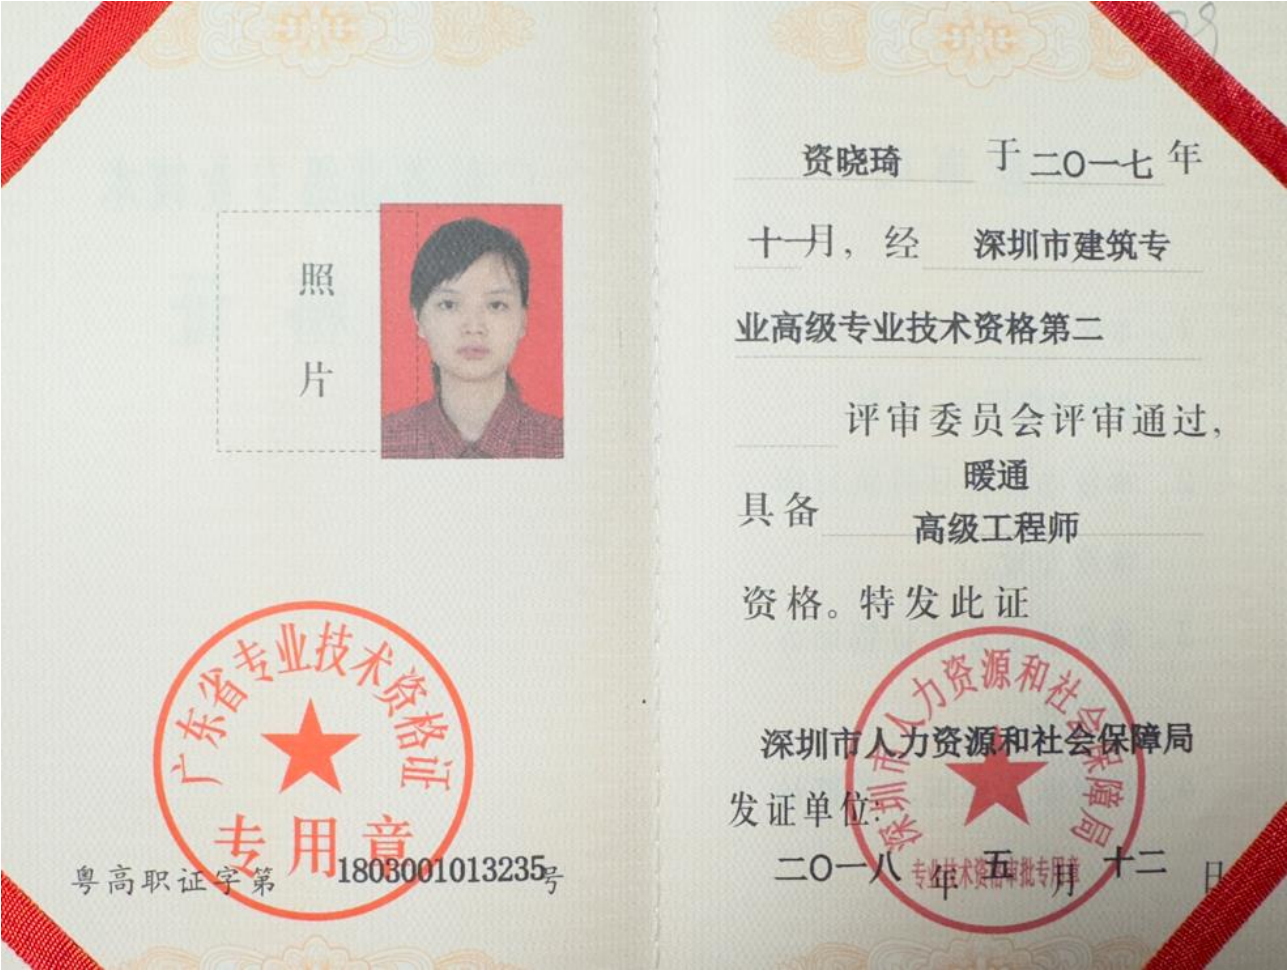 照
片
广东省专业技术资格证
专用章
粤高职证字第 1803001013235号
资晓琦 于二〇一七年
十一月，经 深圳市建筑专
业高级专业技术资格第二
评审委员会评审通过，
暖通
具备 高级工程师
资格。特发此证
深圳市人力资源和社会保障局
深圳市人力资源和社会保障局
发证单位：
专业技术资格审批专用章
二〇一八年 五月 十二日